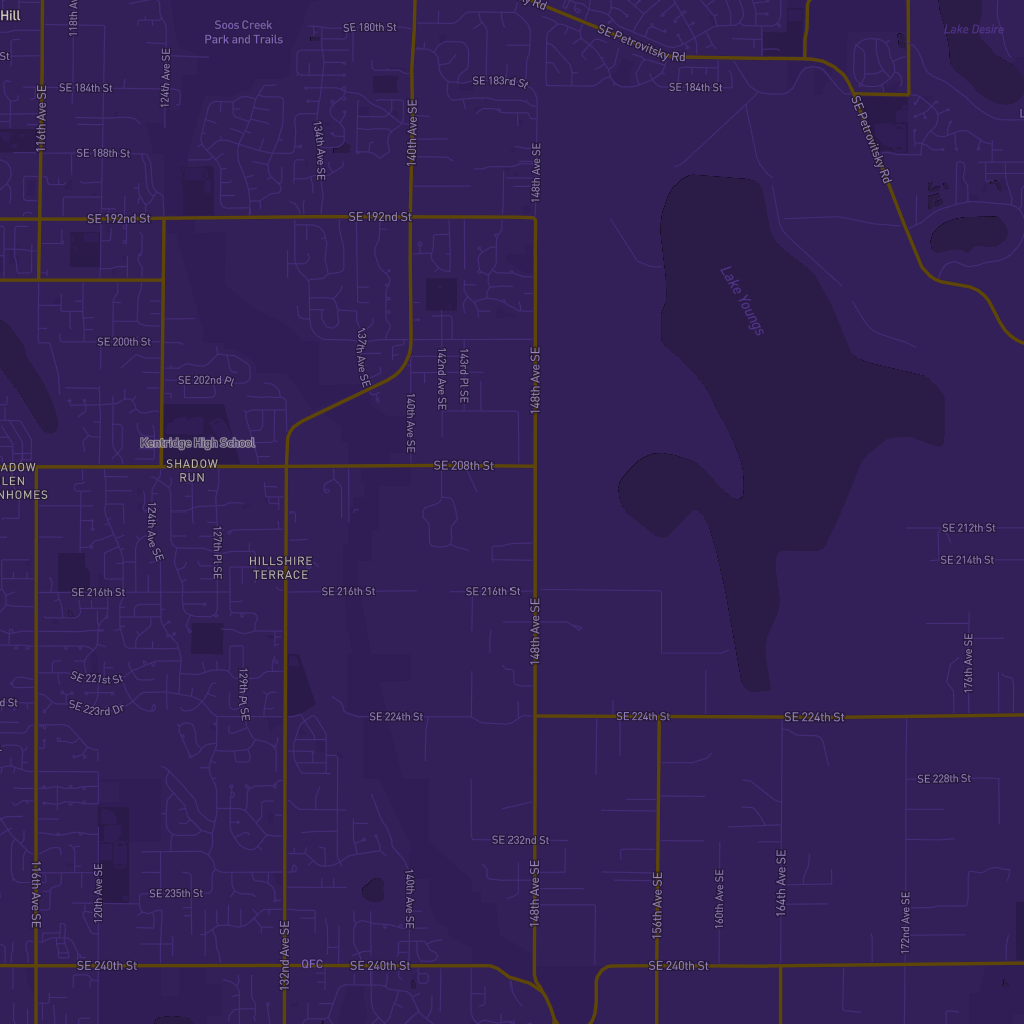 Hill
118th Av
Soos Creek
Park and Trails
SE 180th St
SE Petrovitsky Rd
Lake Desire
St
SE 184th St
124th Ave SE
SE 183rd St
SE 184th St
116th Ave SE
SE 188th St
134th Ave SE
140th Ave SE
148th Ave SE
SE Petrovitsky Rd
SE 192nd St
SE 192nd St
Lake Youngs
SE 200th St
137th Ave SE
142nd Ave SE
143rd Pl SE
148th Ave SE
SE 202nd Pl
140th Ave SE
Kentridge High School
SHADOW
RUN
ADOW
LEN
NHOMES
SE 208th St
124th Ave SE
127th Pl SE
SE 212th St
SE 214th St
HILLSHIRE
TERRACE
SE 216th St
SE 216th St
SE 216th St
148th Ave SE
176th Ave SE
SE 221st St
129th Pl SE
d St
SE 223rd Dr
SE 224th St
SE 224th St
SE 224th St
SE 228th St
SE 232nd St
116th Ave SE
120th Ave SE
SE 235th St
140th Ave SE
148th Ave SE
156th Ave SE
160th Ave SE
164th Ave SE
172nd Ave SE
132nd Ave SE
SE 240th St
QFC
SE 240th St
SE 240th St